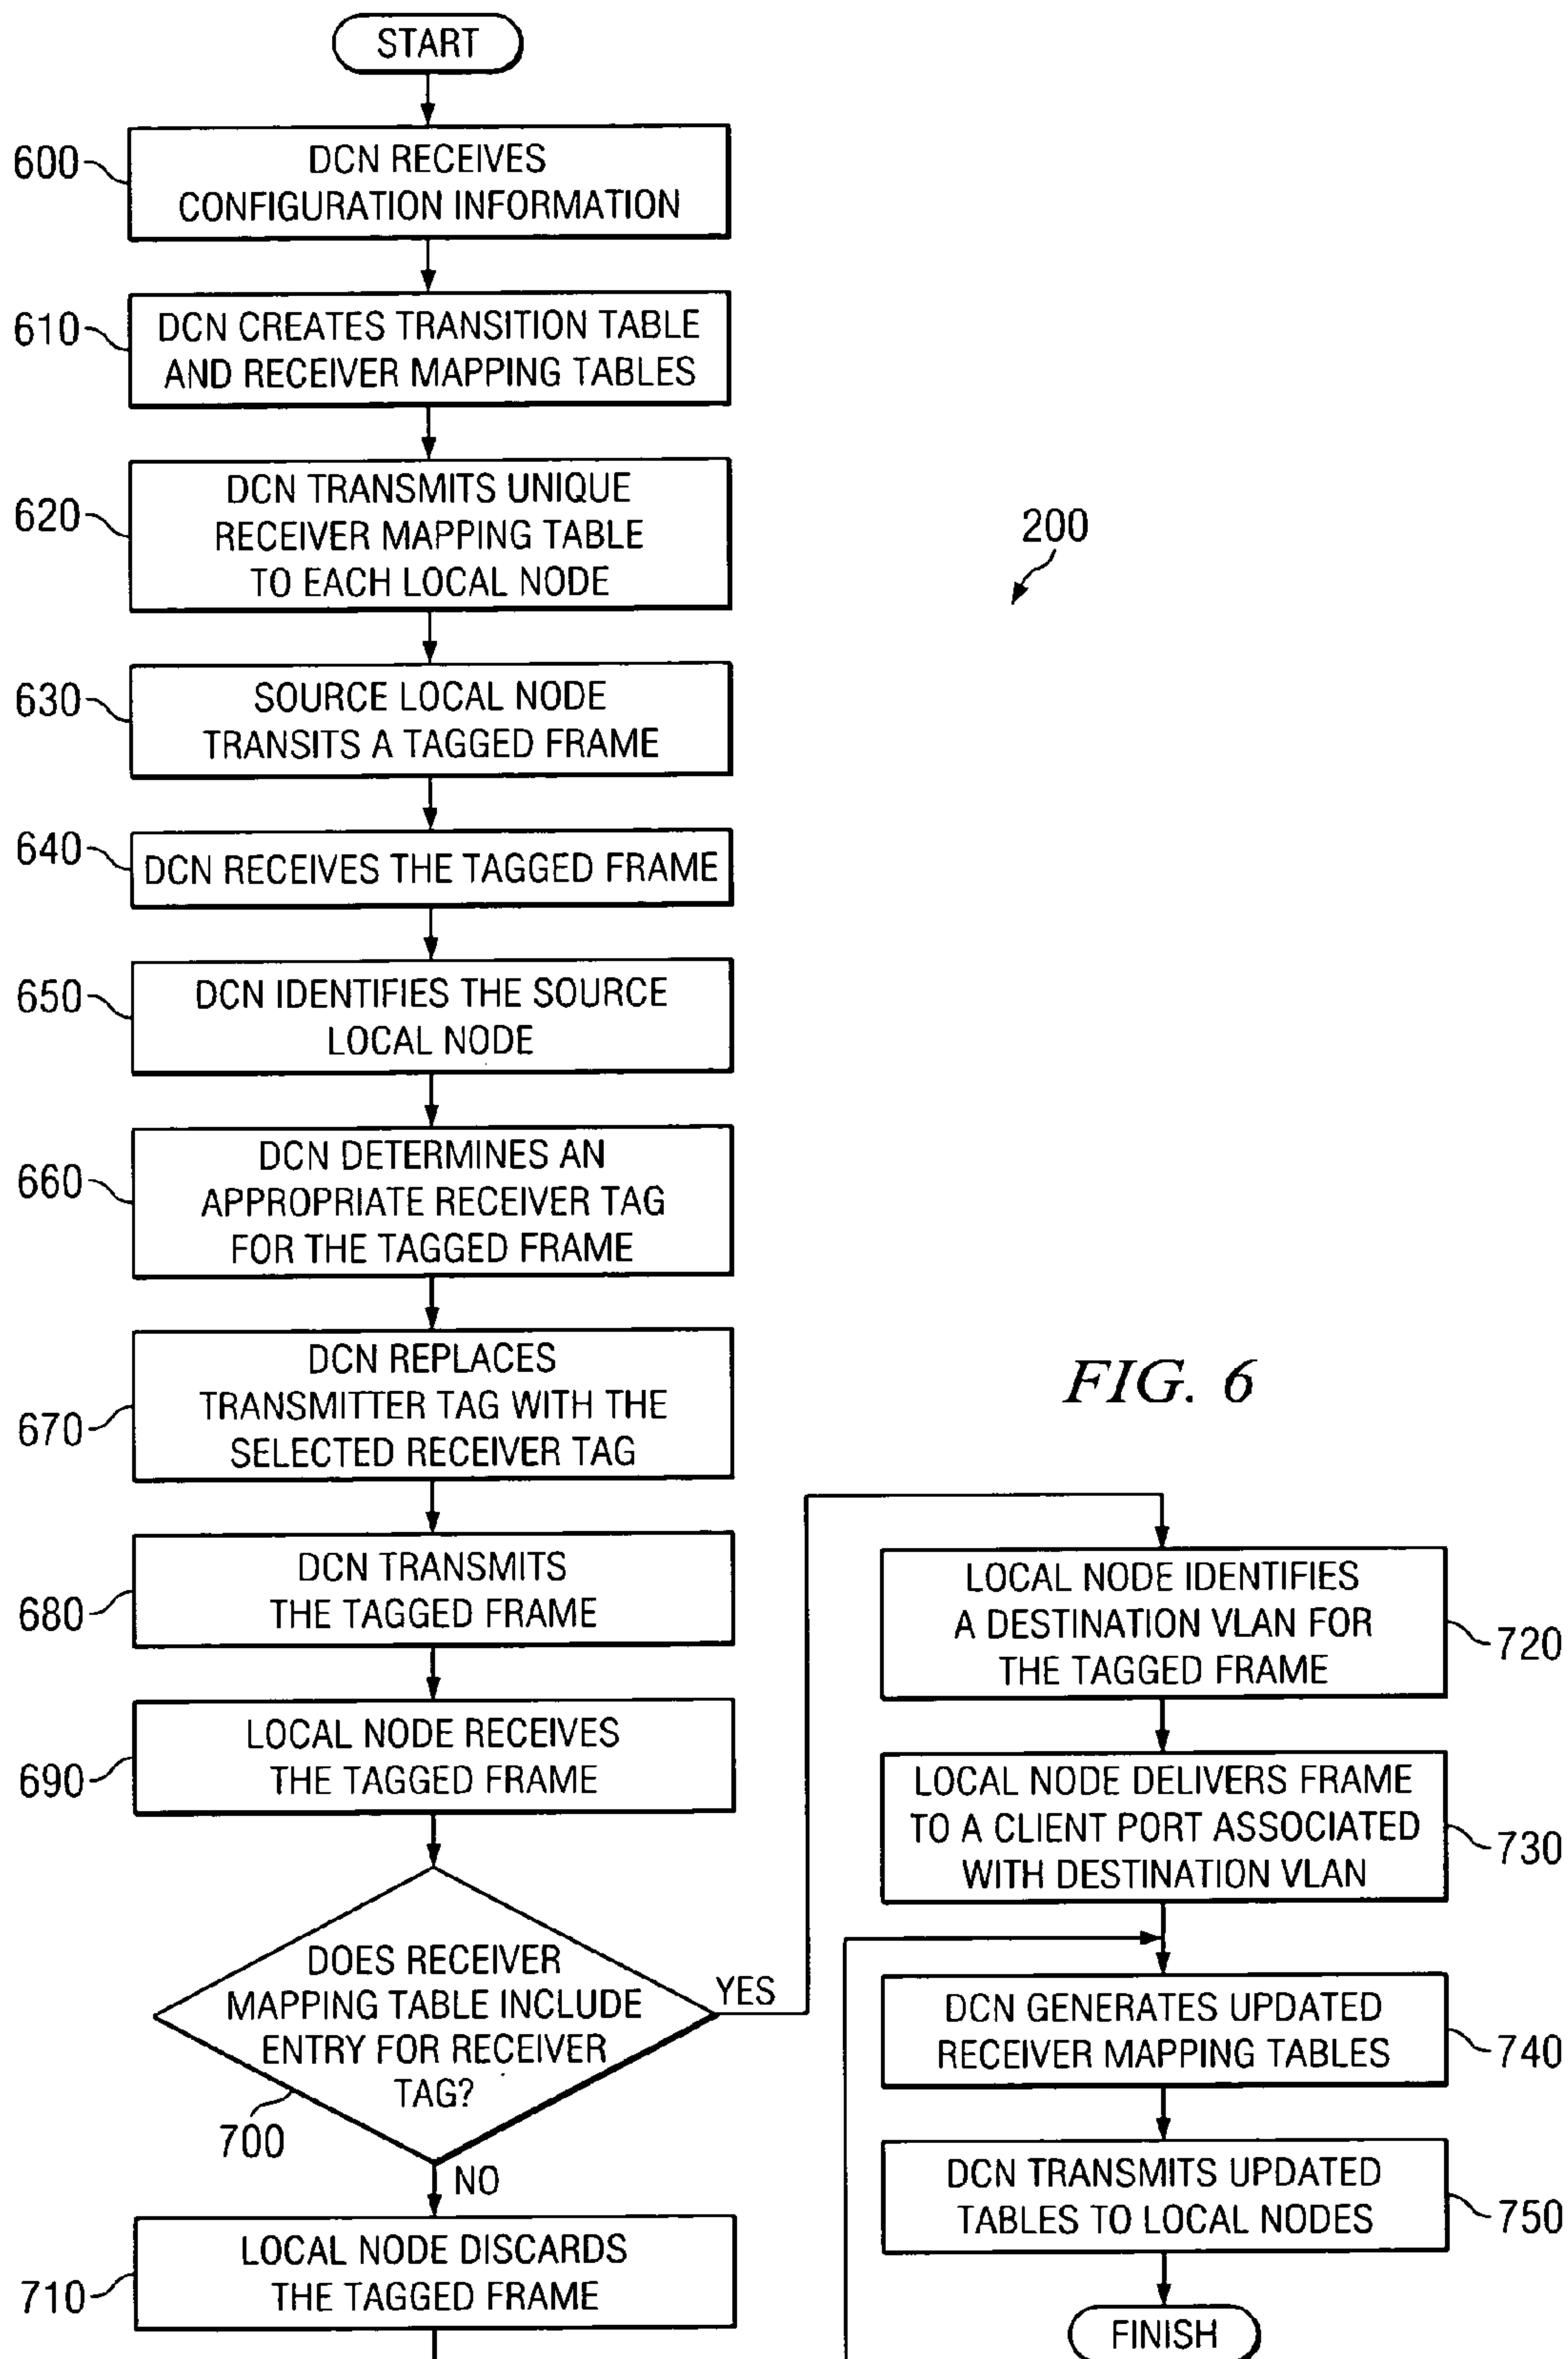 START
600
DCN RECEIVES
CONFIGURATION INFORMATION
610
DCN CREATES TRANSITION TABLE
AND RECEIVER MAPPING TABLES
620
DCN TRANSMITS UNIQUE
RECEIVER MAPPING TABLE
TO EACH LOCAL NODE
200
630
SOURCE LOCAL NODE
TRANSITS A TAGGED FRAME
640
DCN RECEIVES THE TAGGED FRAME
650
DCN IDENTIFIES THE SOURCE
LOCAL NODE
660
DCN DETERMINES AN
APPROPRIATE RECEIVER TAG
FOR THE TAGGED FRAME
670
DCN REPLACES
TRANSMITTER TAG WITH THE
SELECTED RECEIVER TAG
FIG. 6
680
DCN TRANSMITS
THE TAGGED FRAME
690
LOCAL NODE RECEIVES
THE TAGGED FRAME
DOES RECEIVER
MAPPING TABLE INCLUDE
ENTRY FOR RECEIVER
TAG?
700
YES
NO
710
LOCAL NODE DISCARDS
THE TAGGED FRAME
LOCAL NODE IDENTIFIES
A DESTINATION VLAN FOR
THE TAGGED FRAME
720
LOCAL NODE DELIVERS FRAME
TO A CLIENT PORT ASSOCIATED
WITH DESTINATION VLAN
730
DCN GENERATES UPDATED
RECEIVER MAPPING TABLES
740
DCN TRANSMITS UPDATED
TABLES TO LOCAL NODES
750
FINISH